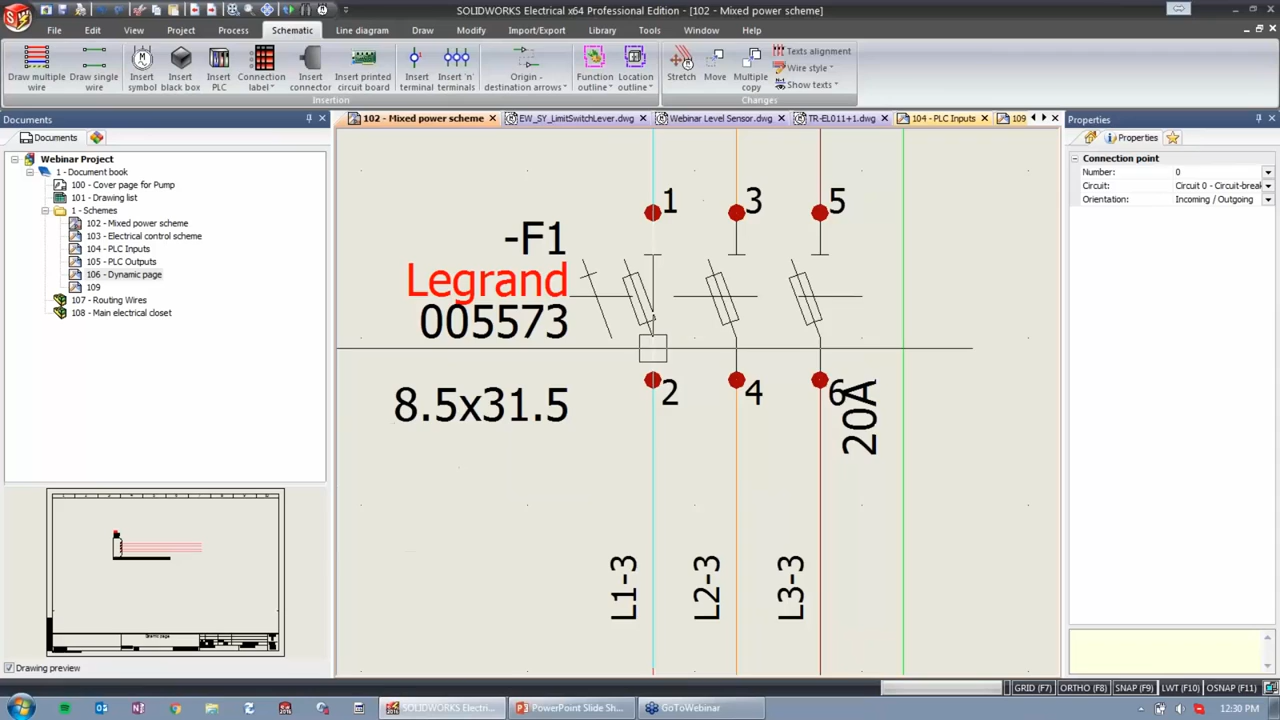 SOLIDWORKS Electrical x64 Professional Edition - [102 - Mixed power scheme]
File Edit View Project Process Schematic Line diagram Draw Modify Import/Export Library Tools Window Help
Draw multiple wire
Draw single wire
Insert symbol
Insert black box
Insert PLC
Connection label
Insert connector
Insert printed circuit board
Insert terminal
Insert 'n' terminals
Origin - destination arrows
Function outline
Location outline
Stretch
Move
Multiple copy
Texts alignment
Wire style
Show texts
Insertion
Changes
Documents
102 - Mixed power scheme
EW_SY_LimitSwitchLever.dwg
Webinar Level Sensor.dwg
TR-EL011+1.dwg
104 - PLC Inputs
109
Properties
Documents
Properties
Webinar Project
1 - Document book
100 - Cover page for Pump
101 - Drawing list
1 - Schemes
102 - Mixed power scheme
103 - Electrical control scheme
104 - PLC Inputs
105 - PLC Outputs
106 - Dynamic page
109
107 - Routing Wires
108 - Main electrical closet
Connection point
Number: 0
Circuit: Circuit 0 - Circuit-break
Orientation: Incoming / Outgoing
1 3 5
-F1
Legrand
005573
8.5x31.5
2 4 6
20A
L1-3 L2-3 L3-3
Drawing preview
GRID (F7) ORTHO (F8) SNAP (F9) LWT (F10) OSNAP (F11)
SOLIDWORKS Electri...
PowerPoint Slide Sh...
GoToWebinar
12:30 PM